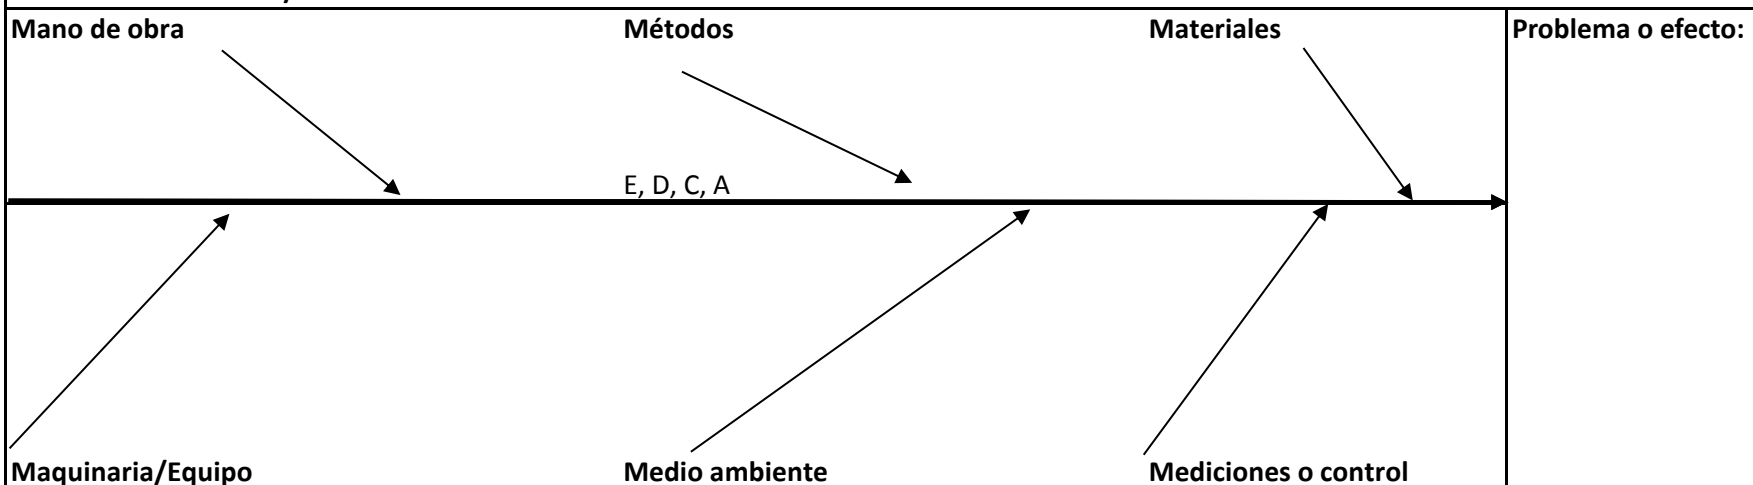 Mano de obra
Métodos
Materiales
Problema o efecto:
E, D, C, A
Maquinaria/Equipo
Medio ambiente
Mediciones o control